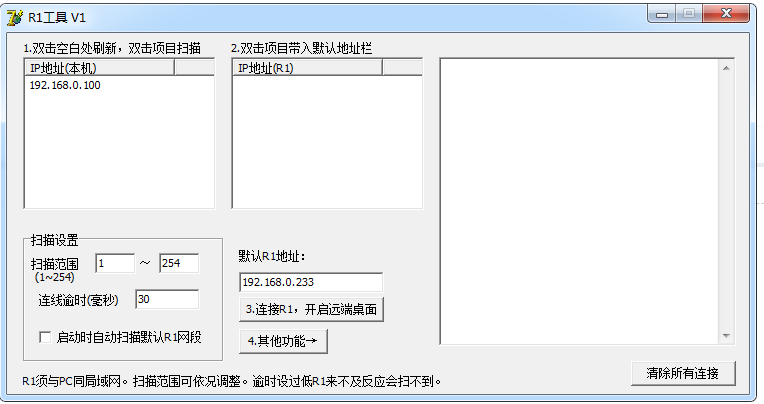 R1工具 V1
1.双击空白处刷新，双击项目扫描
2.双击项目带入默认地址栏
IP地址(本机)
IP地址(R1)
192.168.0.100
扫描设置
扫描范围
1 ～ 254
(1~254)
连线逾时(毫秒)
30
启动时自动扫描默认R1网段
默认R1地址：
192.168.0.233
3.连接R1，开启远端桌面
4.其他功能→
清除所有连接
R1须与PC同局域网。扫描范围可依况调整。逾时设过低R1来不及反应会扫不到。